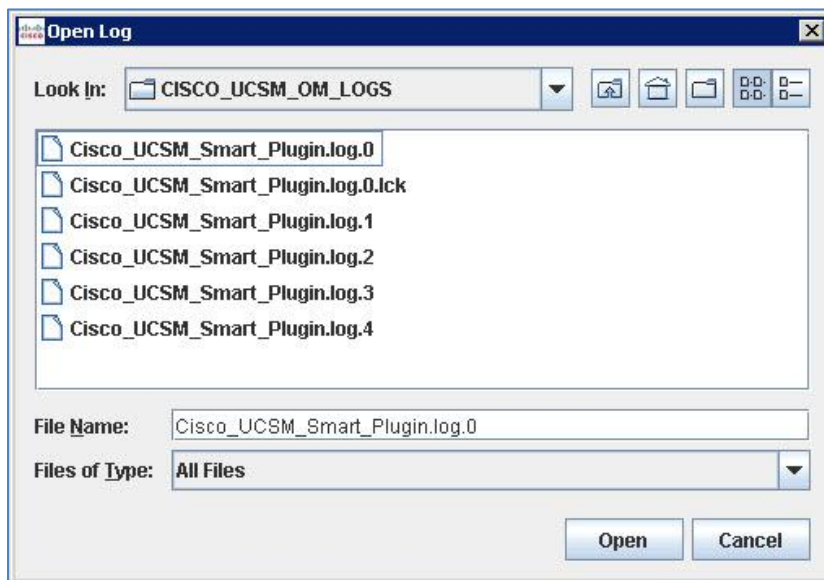 cisco Open Log
Look In: CISCO_UCSM_OM_LOGS
Cisco_UCSM_Smart_Plugin.log.0
Cisco_UCSM_Smart_Plugin.log.0.lck
Cisco_UCSM_Smart_Plugin.log.1
Cisco_UCSM_Smart_Plugin.log.2
Cisco_UCSM_Smart_Plugin.log.3
Cisco_UCSM_Smart_Plugin.log.4
File Name: Cisco_UCSM_Smart_Plugin.log.0
Files of Type: All Files
Open Cancel